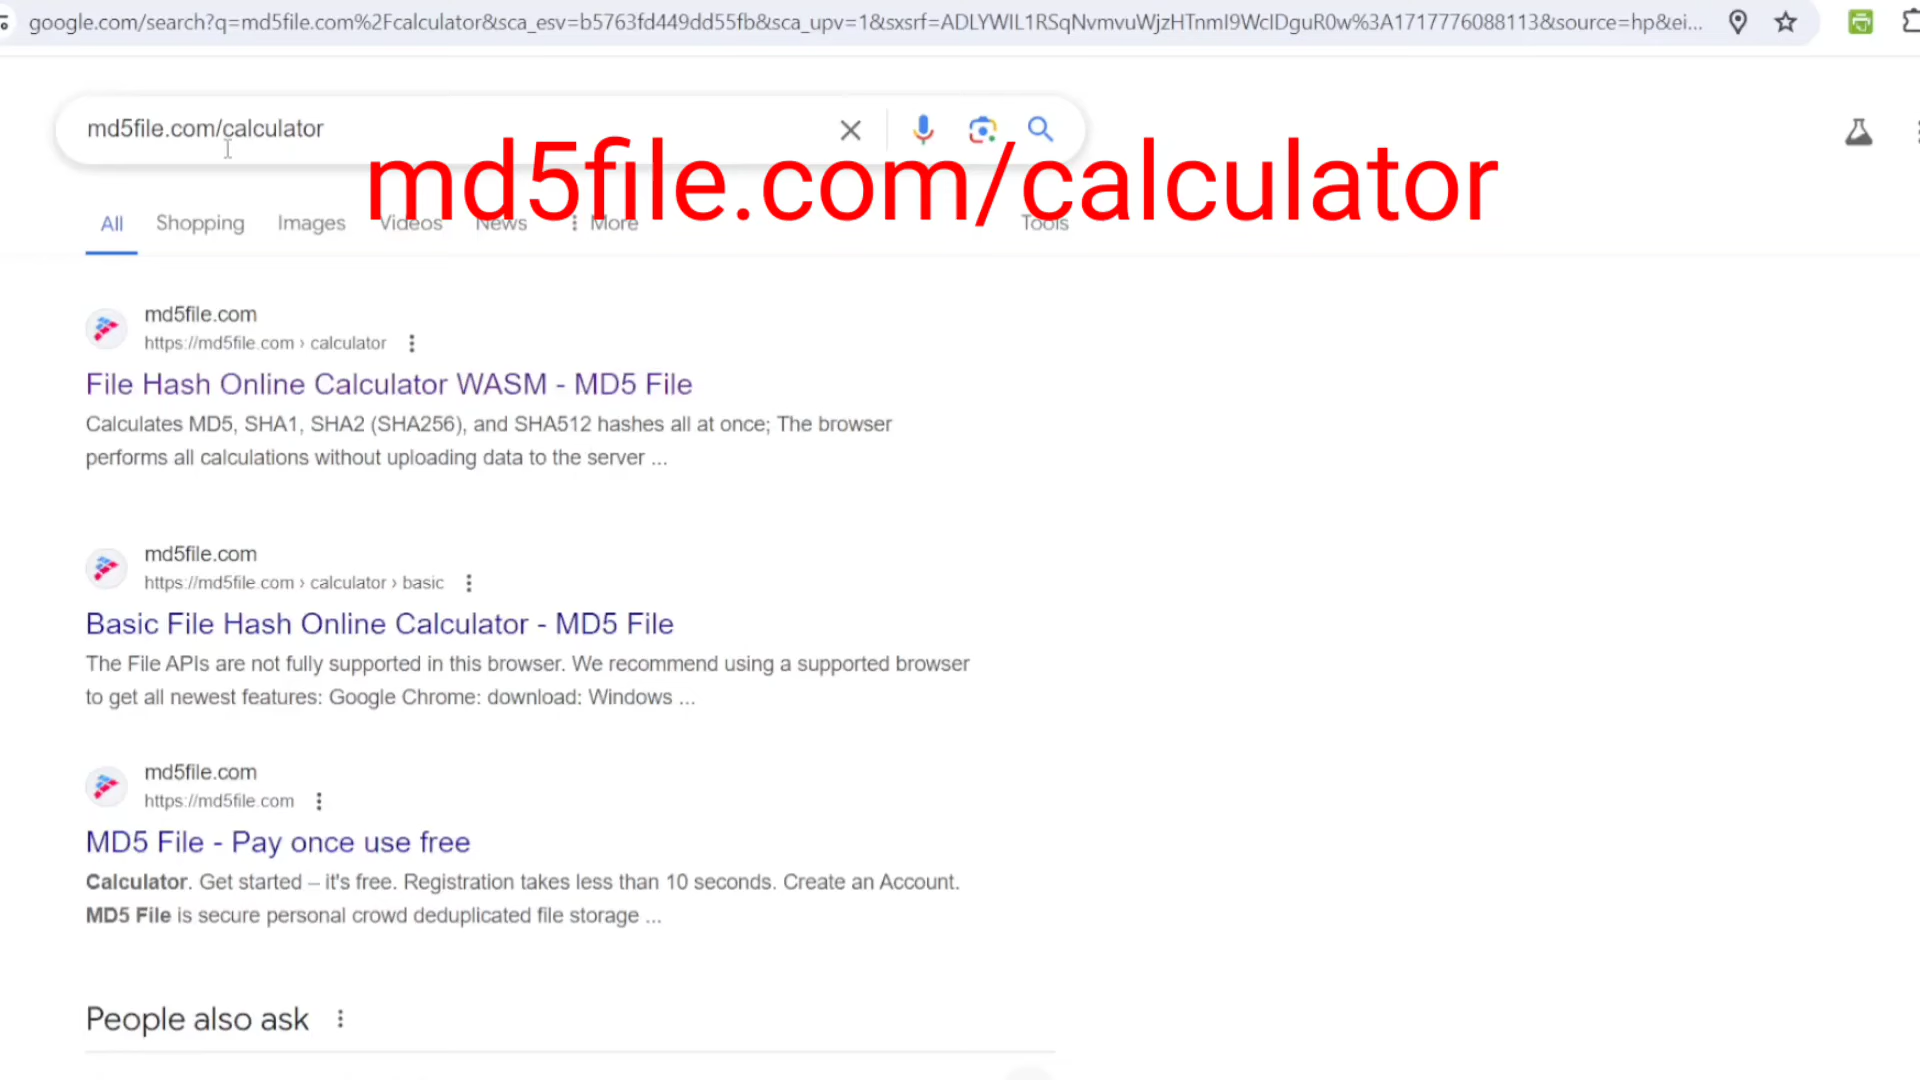 google.com/search?q=md5file.com%2Fcalculator&sca_esv=b5763fd449dd55fb&sca_upv=1&sxsrf=ADLYWIL1RSqNvmvuWjzHTnmI9WcIDguR0w%3A1717776088113&source=hp&ei...
md5file.com/calculator
md5file.com/calculator
All Shopping Images Videos News More Tools
md5file.com
https://md5file.com › calculator
File Hash Online Calculator WASM - MD5 File
Calculates MD5, SHA1, SHA2 (SHA256), and SHA512 hashes all at once; The browser
performs all calculations without uploading data to the server ...
md5file.com
https://md5file.com › calculator › basic
Basic File Hash Online Calculator - MD5 File
The File APIs are not fully supported in this browser. We recommend using a supported browser
to get all newest features: Google Chrome: download: Windows ...
md5file.com
https://md5file.com
MD5 File - Pay once use free
Calculator. Get started – it's free. Registration takes less than 10 seconds. Create an Account.
MD5 File is secure personal crowd deduplicated file storage ...
People also ask